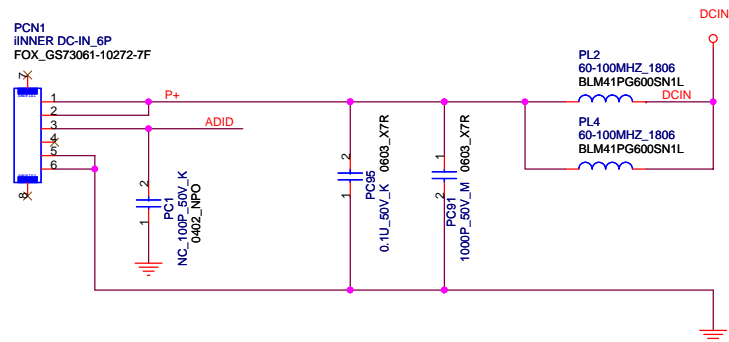 DCIN
PCN1
iINNER DC-IN_6P
FOX_GS73061-10272-7F
PL2
60-100MHZ_1806
BLM41PG600SN1L
7
1
P+
DCIN
2
3
ADID
4
5
6
8
PL4
60-100MHZ_1806
BLM41PG600SN1L
2
1
PC1
NC_100P_50V_K
0402_NPO
2
1
PC95
0.1U_50V_K
0603_X7R
1
2
PC91
1000P_50V_M
0603_X7R